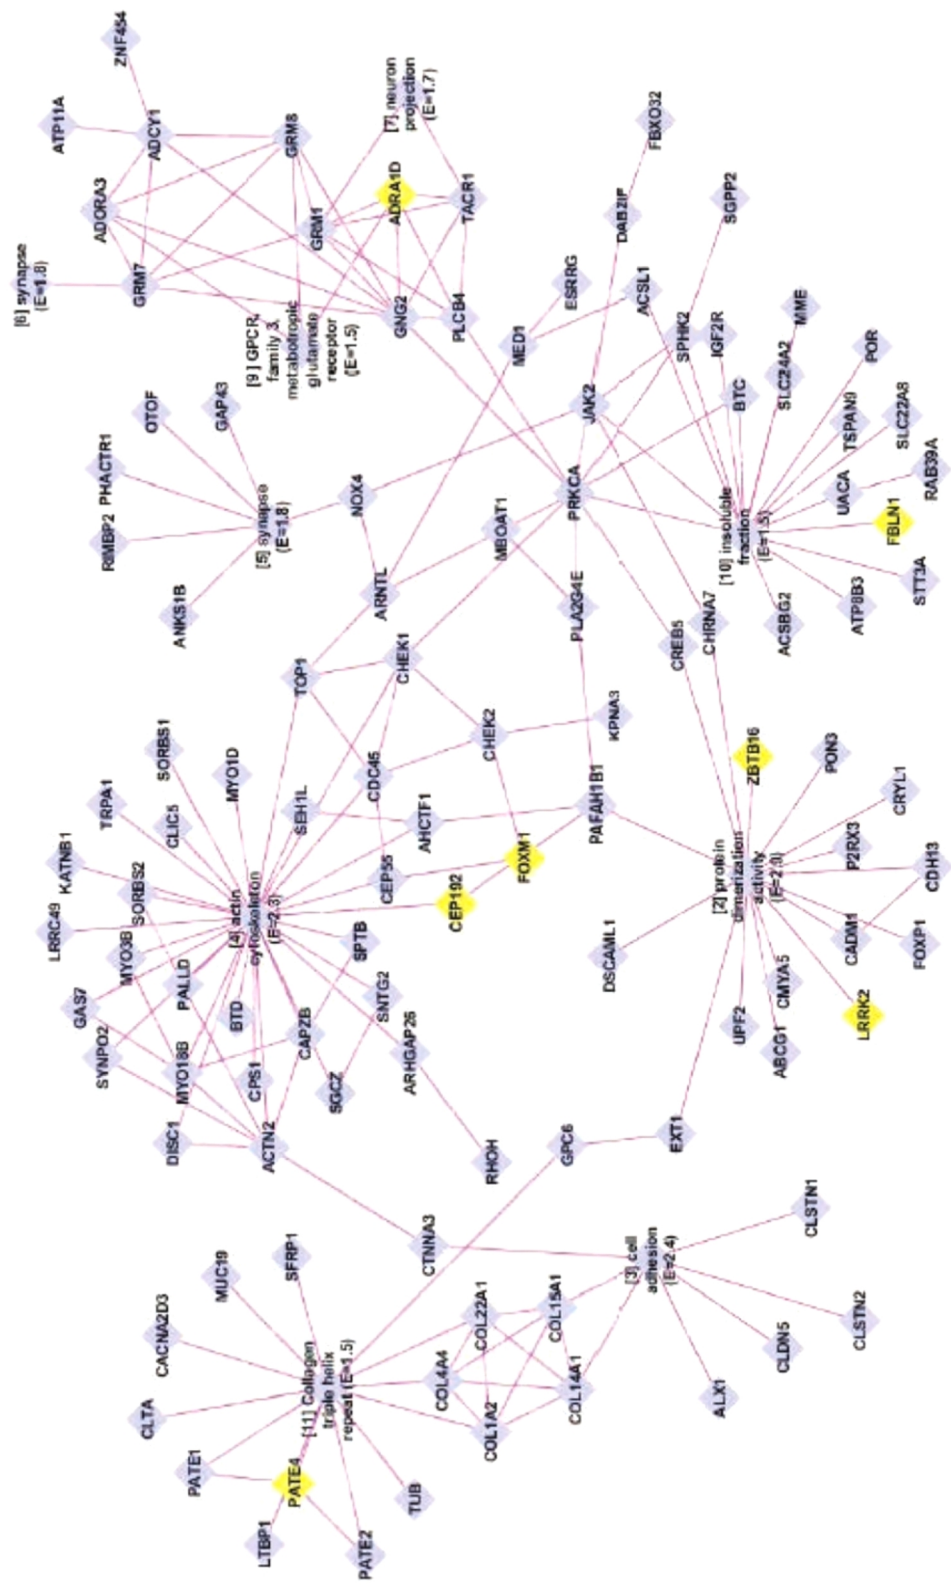 [6] synapse
(E=1.8)
ATP11A
ZNF454
ADORA3
ADCY1
GRM7
GRM8
[7] neuron
projection
(E=1.7)
[9] GPCR,
family 3,
metabotropic
glutamate
receptor
(E=1.5)
GRM1
ADRA1D
TACR1
GNG2
PLCB4
RIMBP2
PHACTR1
OTOF
GAP43
ANKS1B
[5] synapse
(E=1.8)
NOX4
ARNTL
MED1
ESRRG
ACSL1
DAB2IP
FBXO32
SGPP2
SPHK2
IGF2R
JAK2
PRKCA
MBOAT1
PLA2G4E
BTC
SLC24A2
MME
POR
TSPAN9
SLC22A8
UACA
RAB39A
[10] insoluble
fraction
(E=1.5)
FBLN1
STT3A
ATP8B3
ACSBG2
CHRNA7
CREB5
TOP1
CHEK1
CHEK2
KPNA3
CDC45
SEH1L
AHCTF1
CEP55
FOXM1
CEP192
PAFAH1B1
SORBS1
TRPA1
MYO1D
CLIC5
KATNB1
SORBS2
LRRC49
MYO3B
GAS7
PALLD
SYNPO2
[4] actin
cytoskeleton
(E=2.3)
BTD
SPTB
SNTG2
CAPZB
MYO18B
CPS1
SGCZ
ARHGAP26
DISC1
ACTN2
RHOH
[2] protein
dimerization
activity
(E=2.9)
ZBTB16
PON3
CRYL1
P2RX3
CDH13
CADM1
FOXP1
CMYA5
LRRK2
ABCG1
UPF2
DSCAML1
GPC6
EXT1
CTNNA3
[3] cell
adhesion
(E=2.4)
CLSTN1
CLSTN2
CLDN5
ALX1
SFRP1
MUC19
CACNA2D3
CLTA
COL22A1
COL15A1
COL4A4
COL1A2
COL14A1
[11] Collagen
triple helix
repeat (E=1.5)
PATE1
PATE4
LTBP1
PATE2
TUB